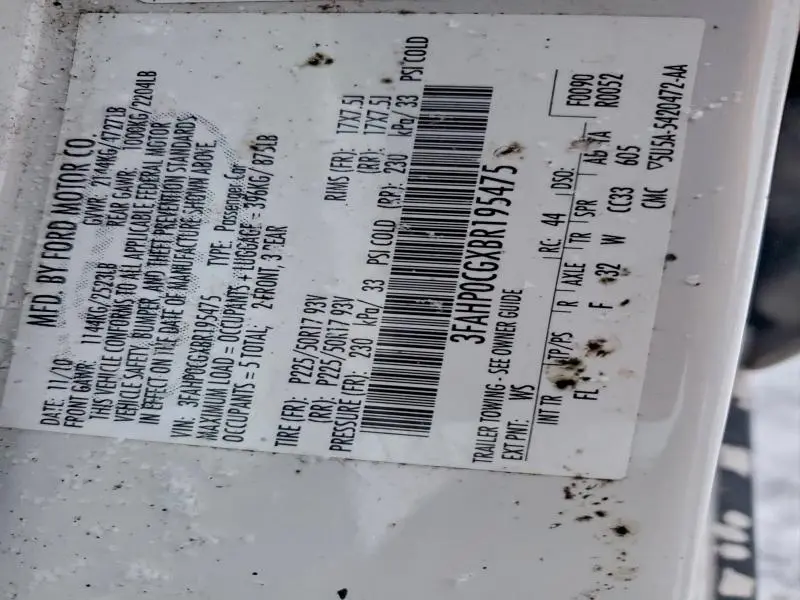 MFD. BY FORD MOTOR CO.
DATE: 11/10 GVWR: 2144KG/4727LB
FRONT GAWR: 1144KG/2523LB REAR GAWR: 1000KG/2204LB
THIS VEHICLE CONFORMS TO ALL APPLICABLE FEDERAL MOTOR
VEHICLE SAFETY, BUMPER, AND THEFT PREVENTION STANDARDS
IN EFFECT ON THE DATE OF MANUFACTURE SHOWN ABOVE.
VIN: 3FAHP0CGXBR195475 TYPE: Passenger Car
MAXIMUM LOAD = OCCUPANTS + LUGGAGE = 396KG/ 875LB
OCCUPANTS = 5 TOTAL; 2 FRONT, 3 REAR
TIRE (FR): P225/50R17 93V RIMS (FR): 17X7.5J
(RR): P225/50R17 93V (RR): 17X7.5J
PRESSURE (FR): 230 kPa/ 33 PSI COLD (RR): 230 kPa/ 33 PSI COLD
3FAHP0CGXBR195475
TRAILER TOWING - SEE OWNER GUIDE
EXT PNT: WS RC: 44 DSO: F0090
R0052
INT TR TP/PS R AXLE TR SPR
FL F 32 W CC33 A6 7A
605
CMC ▽5U5A-5420472-AA